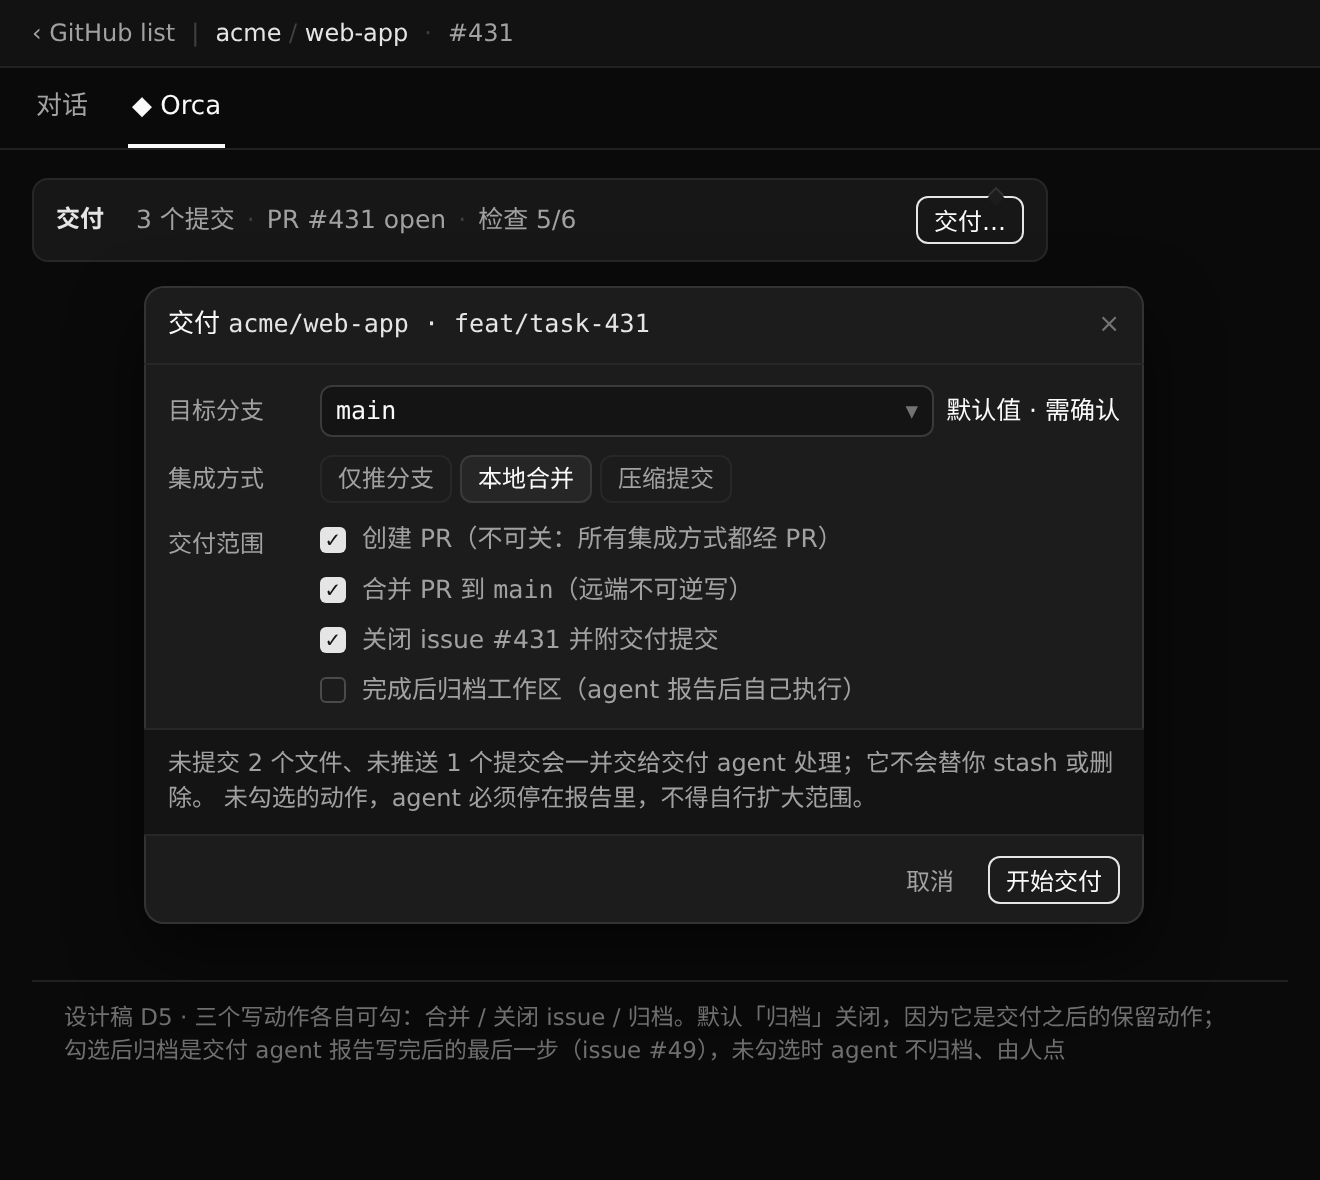 ‹ GitHub list | acme / web-app · #431
对话 ◆ Orca
交付 3 个提交 · PR #431 open · 检查 5/6 交付…
交付 acme/web-app · feat/task-431 ×
目标分支 main ▼ 默认值 · 需确认
集成方式 仅推分支 本地合并 压缩提交
交付范围 ✓ 创建 PR（不可关：所有集成方式都经 PR）
✓ 合并 PR 到 main（远端不可逆写）
✓ 关闭 issue #431 并附交付提交
完成后归档工作区（agent 报告后自己执行）
未提交 2 个文件、未推送 1 个提交会一并交给交付 agent 处理；它不会替你 stash 或删
除。 未勾选的动作，agent 必须停在报告里，不得自行扩大范围。
取消 开始交付
设计稿 D5 · 三个写动作各自可勾：合并 / 关闭 issue / 归档。默认「归档」关闭，因为它是交付之后的保留动作；
勾选后归档是交付 agent 报告写完后的最后一步（issue #49），未勾选时 agent 不归档、由人点